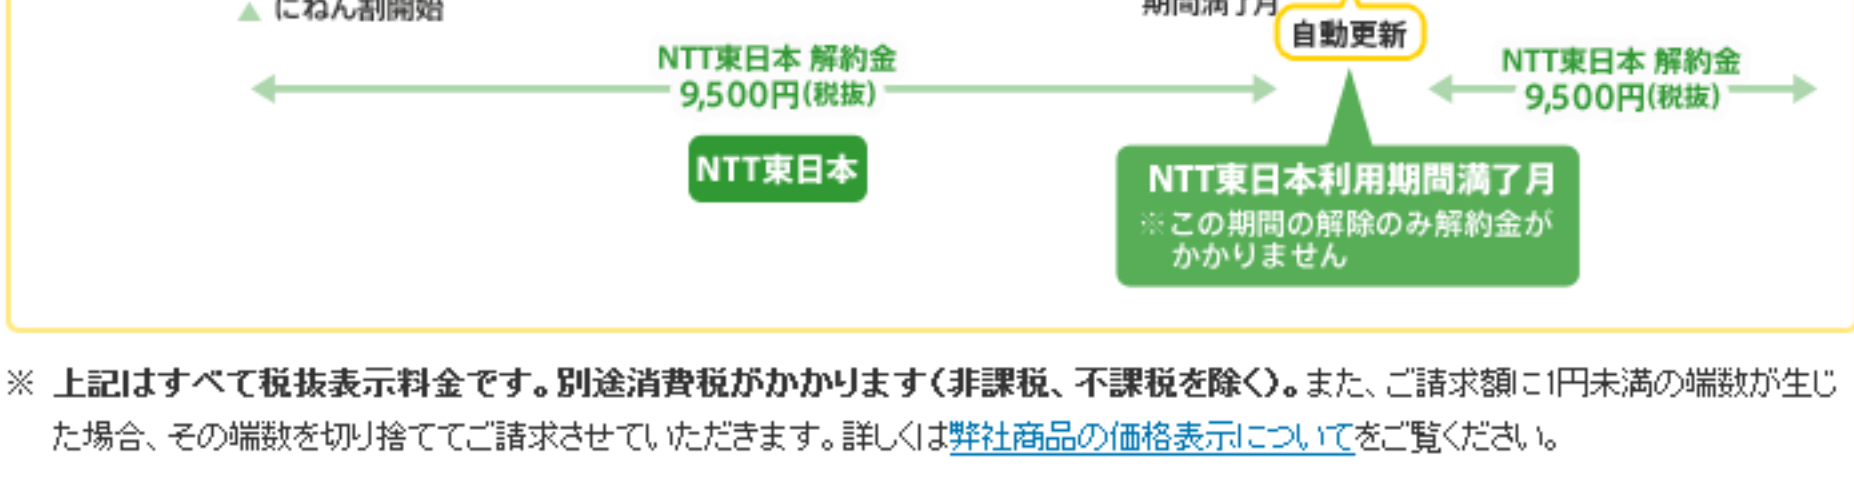 ▲ にねん割開始
期間満了月
自動更新
NTT東日本 解約金
9,500円(税抜)
NTT東日本 解約金
9,500円(税抜)
NTT東日本
NTT東日本利用期間満了月
※この期間の解除のみ解約金が
かかりません
※ 上記はすべて税抜表示料金です。別途消費税がかかります(非課税、不課税を除く)。また、ご請求額に1円未満の端数が生じ
た場合、その端数を切り捨ててご請求させていただきます。詳しくは弊社商品の価格表示についてをご覧ください。